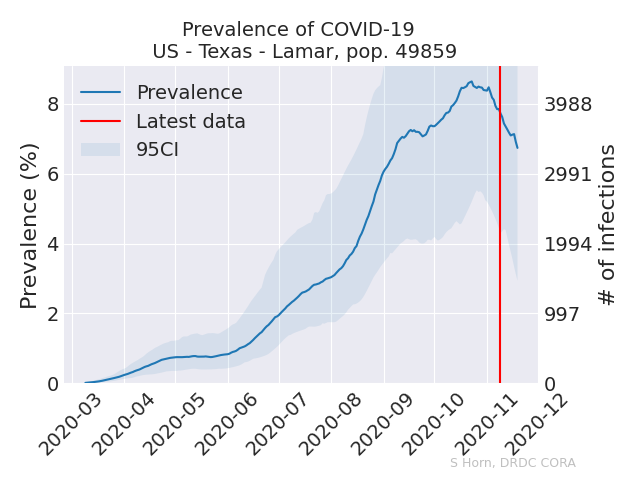 Prevalence of COVID-19
US - Texas - Lamar, pop. 49859
Prevalence
Latest data
95CI
Prevalence (%)
8
6
4
2
0
# of infections
3988
2991
1994
997
0
2020-03
2020-04
2020-05
2020-06
2020-07
2020-08
2020-09
2020-10
2020-11
2020-12
S Horn, DRDC CORA